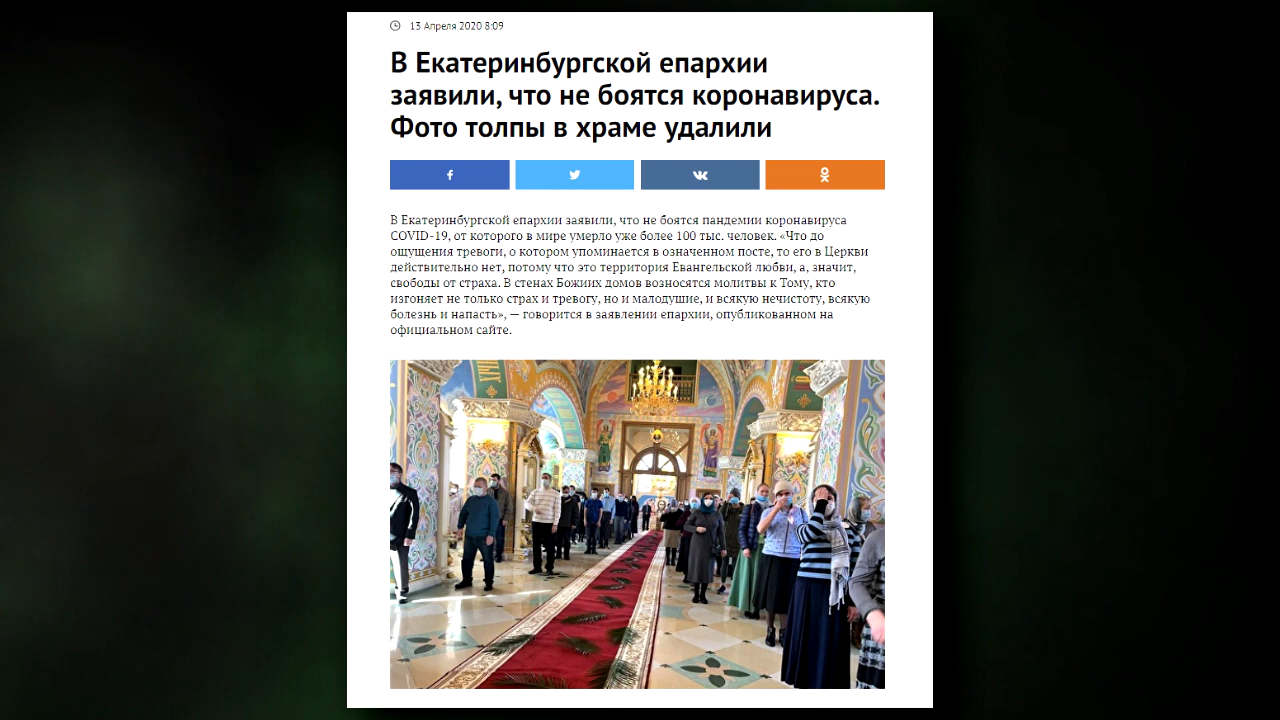 13 Апреля 2020 8:09
В Екатеринбургской епархии
заявили, что не боятся коронавируса.
Фото толпы в храме удалили
В Екатеринбургской епархии заявили, что не боятся пандемии коронавируса
COVID-19, от которого в мире умерло уже более 100 тыс. человек. «Что до
ощущения тревоги, о котором упоминается в означенном посте, то его в Церкви
действительно нет, потому что это территория Евангельской любви, а, значит,
свободы от страха. В стенах Божиих домов возносятся молитвы к Тому, кто
изгоняет не только страх и тревогу, но и малодушие, и всякую нечистоту, всякую
болезнь и напасть», — говорится в заявлении епархии, опубликованном на
официальном сайте.